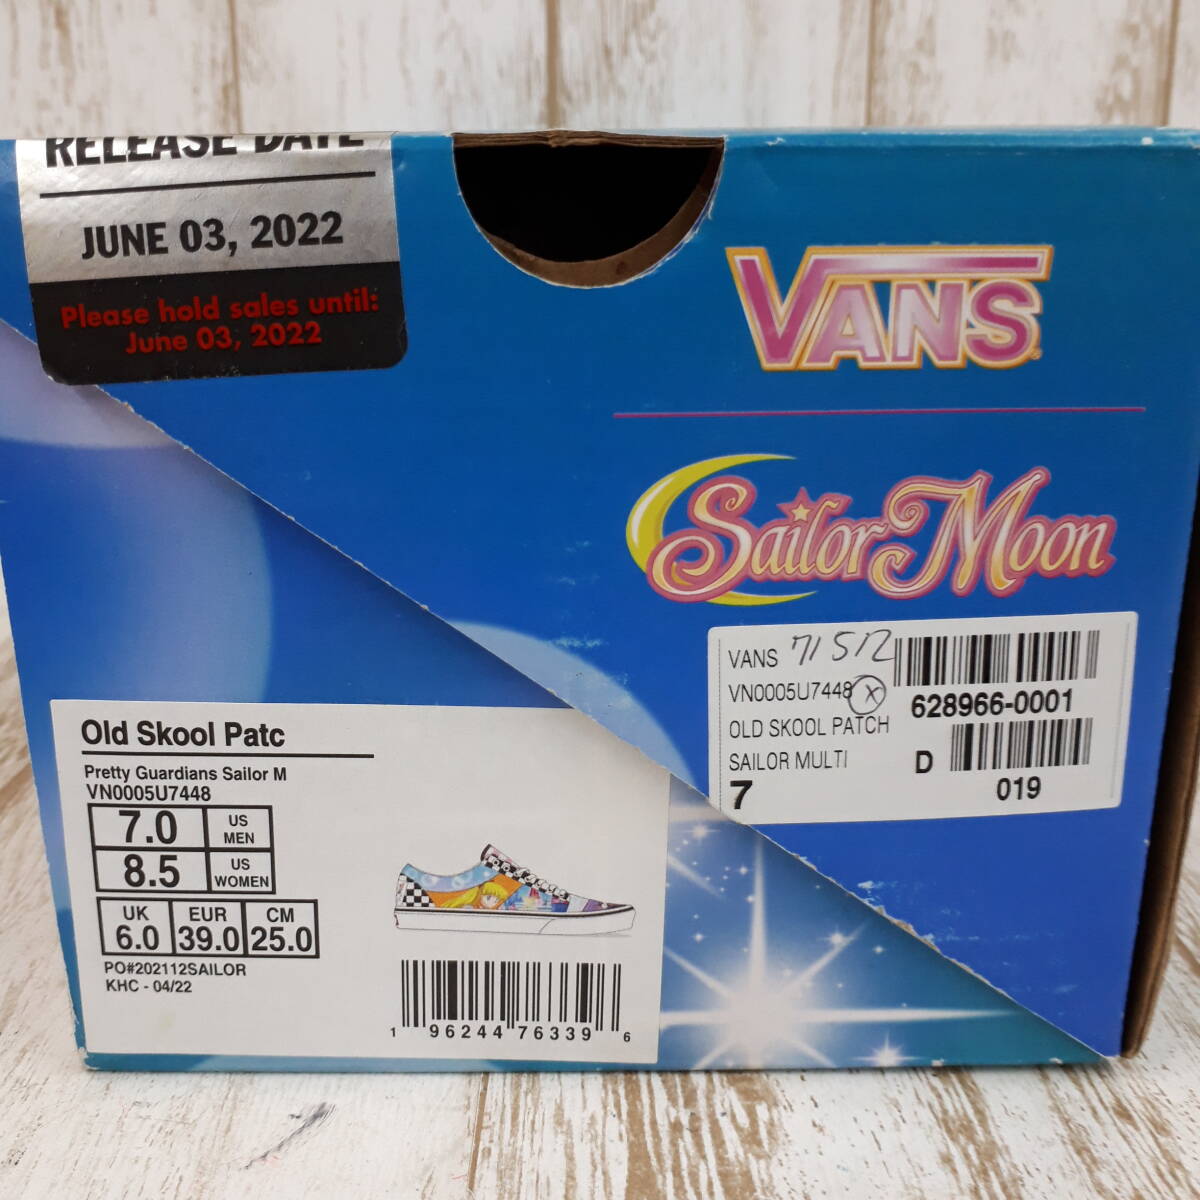 RELEASE DATE
JUNE 03, 2022
Please hold sales until:
June 03, 2022
VANS
Sailor Moon
VANS 71512
VN0005U7448 X
OLD SKOOL PATCH
SAILOR MULTI
7
628966-0001
D
019
Old Skool Patc
Pretty Guardians Sailor M
VN0005U7448
7.0 US MEN
8.5 US WOMEN
UK 6.0
EUR 39.0
CM 25.0
PO#202112SAILOR
KHC - 04/22
1 96244 76339 6